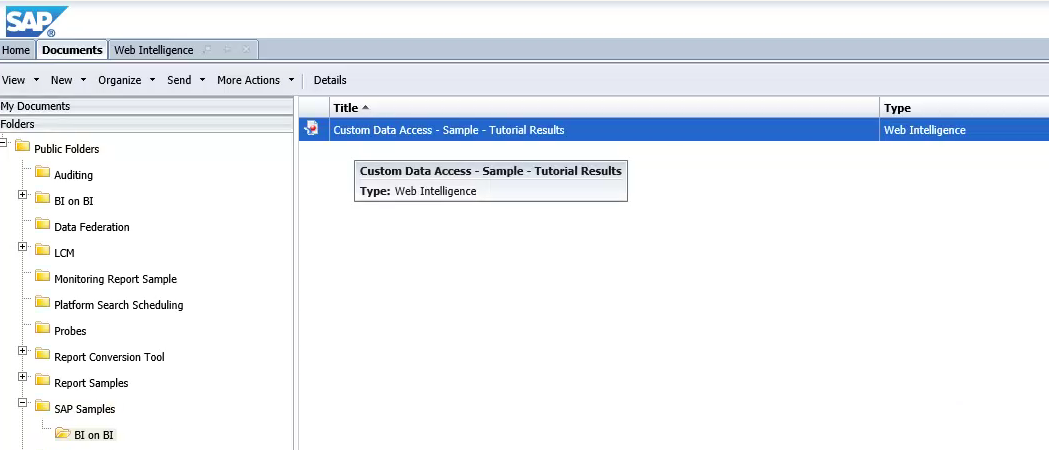 SAP®
Home Documents Web Intelligence
View New Organize Send More Actions Details
My Documents
Folders
Public Folders
Auditing
BI on BI
Data Federation
LCM
Monitoring Report Sample
Platform Search Scheduling
Probes
Report Conversion Tool
Report Samples
SAP Samples
BI on BI
Title Type
Custom Data Access - Sample - Tutorial Results Web Intelligence
Custom Data Access - Sample - Tutorial Results
Type: Web Intelligence